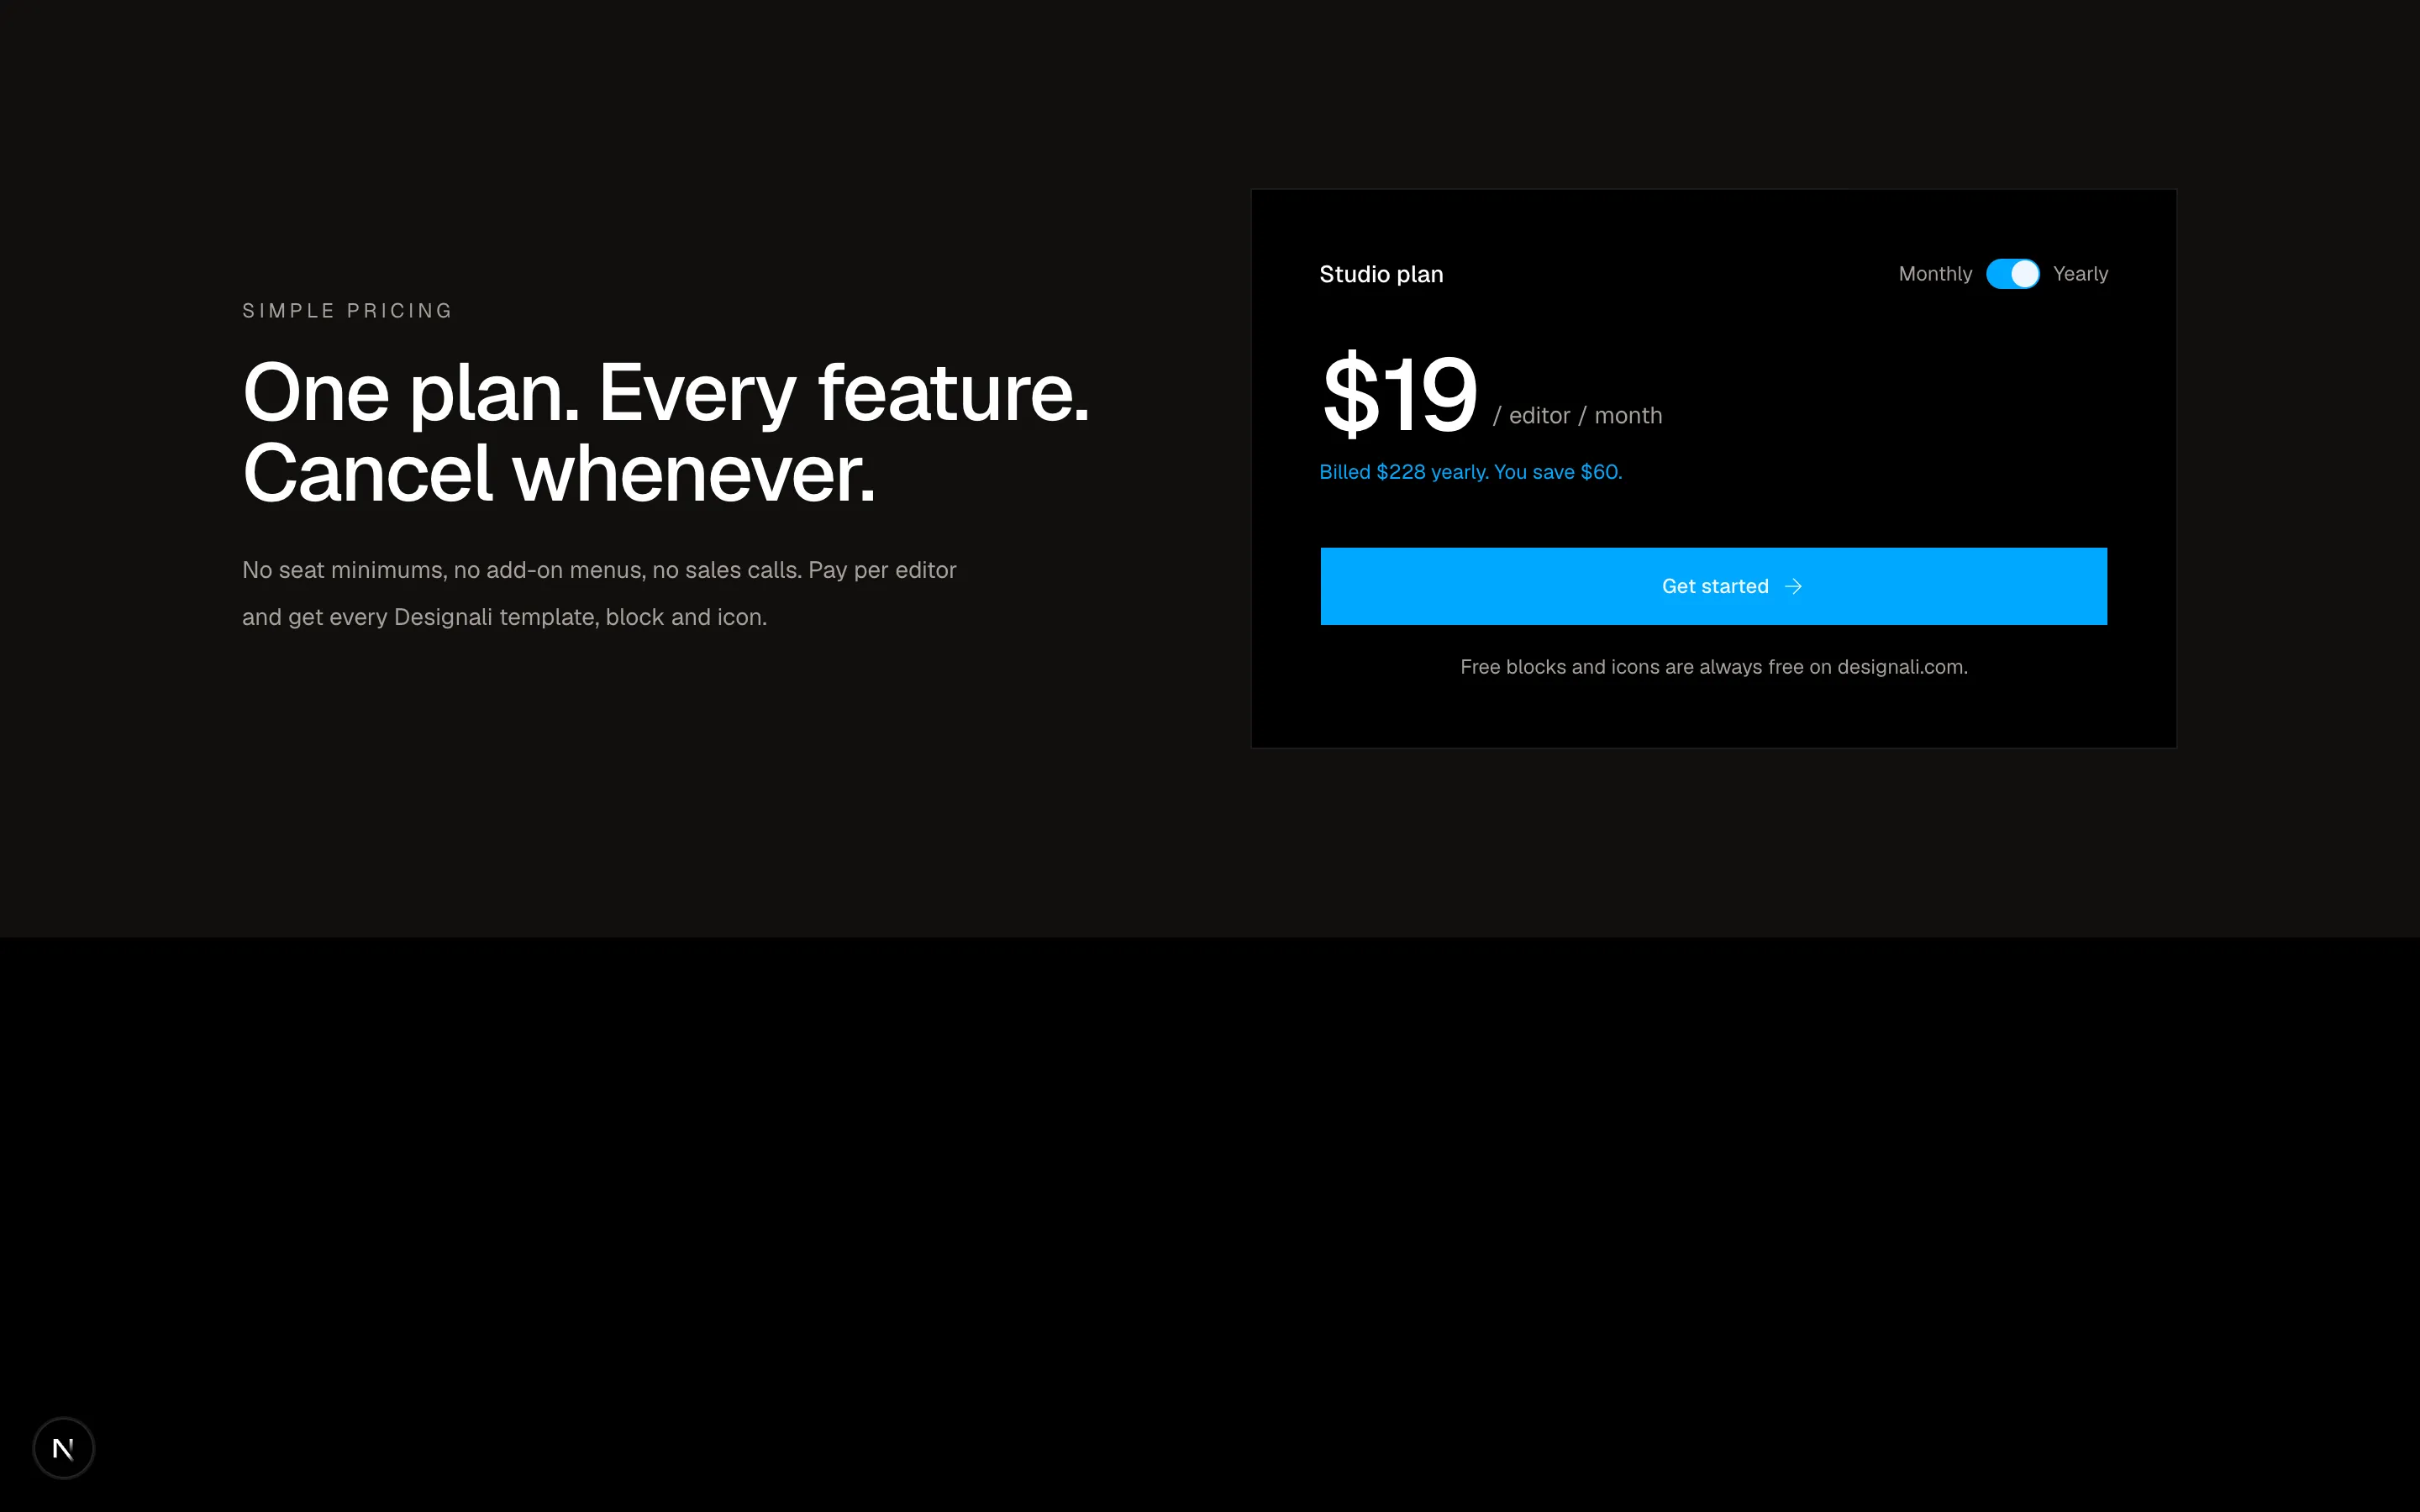 SIMPLE PRICING
One plan. Every feature.
Cancel whenever.
No seat minimums, no add-on menus, no sales calls. Pay per editor
and get every Designali template, block and icon.
Studio plan
Monthly
Yearly
$19 / editor / month
Billed $228 yearly. You save $60.
Get started
Free blocks and icons are always free on designali.com.
N